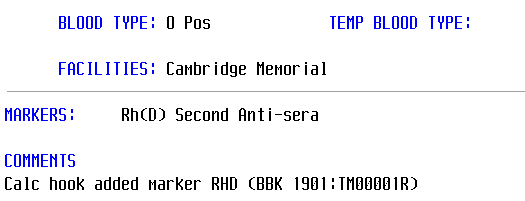 BLOOD TYPE: O Pos TEMP BLOOD TYPE:
FACILITIES: Cambridge Memorial
MARKERS: Rh(D) Second Anti-sera
COMMENTS
Calc hook added marker RHD (BBK 1901:TM00001R)